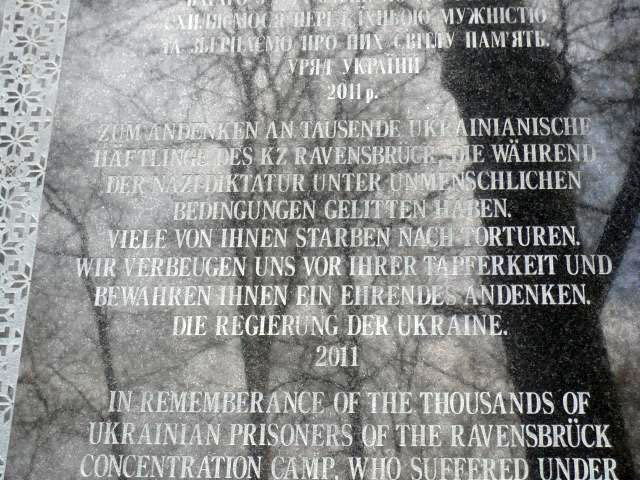 СХИЛЯЄМОСЯ ПЕРЕД ЇХНЬОЮ МУЖНІСТЮ
ТА ЗБЕРІГАЄМО ПРО НИХ СВІТЛУ ПАМ'ЯТЬ.
УРЯД УКРАЇНИ
2011 р.
ZUM ANDENKEN AN TAUSENDE UKRAINIANISCHE
HÄFTLINGE DES KZ RAVENSBRÜCK, DIE WÄHREND
DER NAZI-DIKTATUR UNTER UNMENSCHLICHEN
BEDINGUNGEN GELITTEN HABEN.
VIELE VON IHNEN STARBEN NACH TORTUREN.
WIR VERBEUGEN UNS VOR IHRER TAPFERKEIT UND
BEWAHREN IHNEN EIN EHRENDES ANDENKEN.
DIE REGIERUNG DER UKRAINE.
2011
IN REMEMBERANCE OF THE THOUSANDS OF
UKRAINIAN PRISONERS OF THE RAVENSBRÜCK
CONCENTRATION CAMP, WHO SUFFERED UNDER